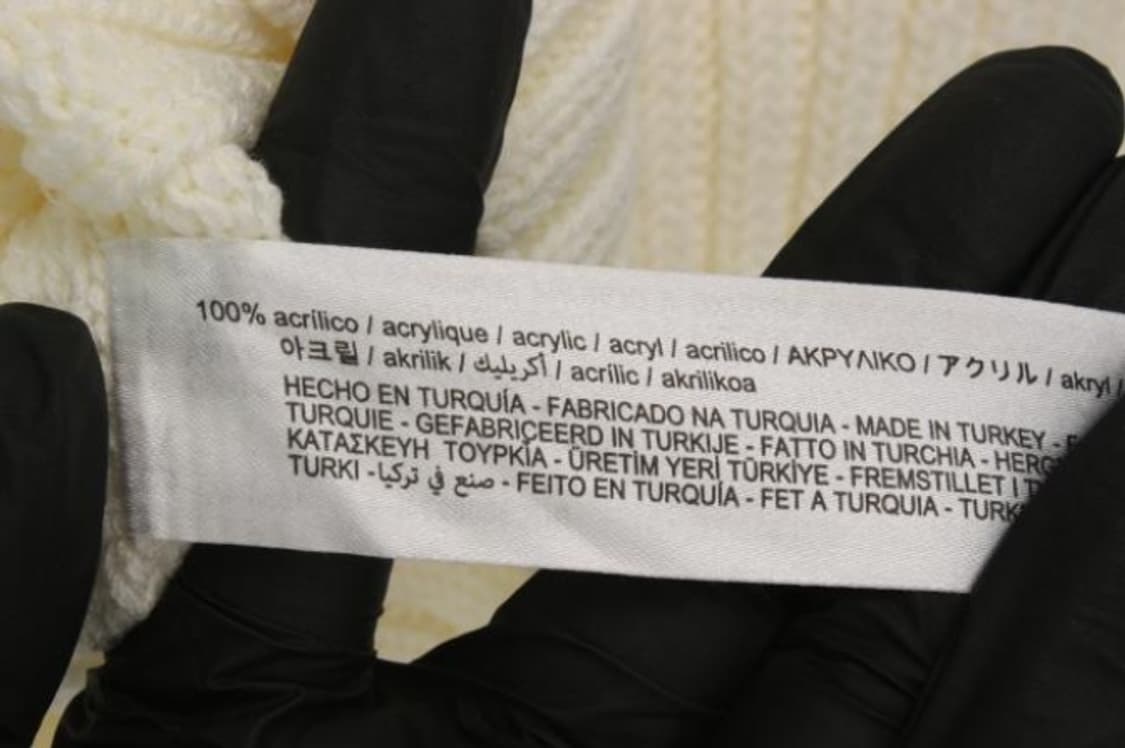 100% acrílico / acrylique / acrylic / acryl / acrilico / ΑΚΡΥΛΙΚΟ / アクリル / akryl /
아크릴 / akrilik / أكريليك / acrílic / akrilikoa
HECHO EN TURQUÍA - FABRICADO NA TURQUIA - MADE IN TURKEY -
TURQUIE - GEFABRIÇEERD IN TURKIJE - FATTO IN TURCHIA -
ΚΑΤΑΣΚΕΥΗ ΤΟΥΡΚΪΑ - ÜRETİM YERİ TÜRKİYE - FREMSTILLET I
TURKI - صنع في تركيا - FEITO EN TURQUÍA - FET A TURQUIA -